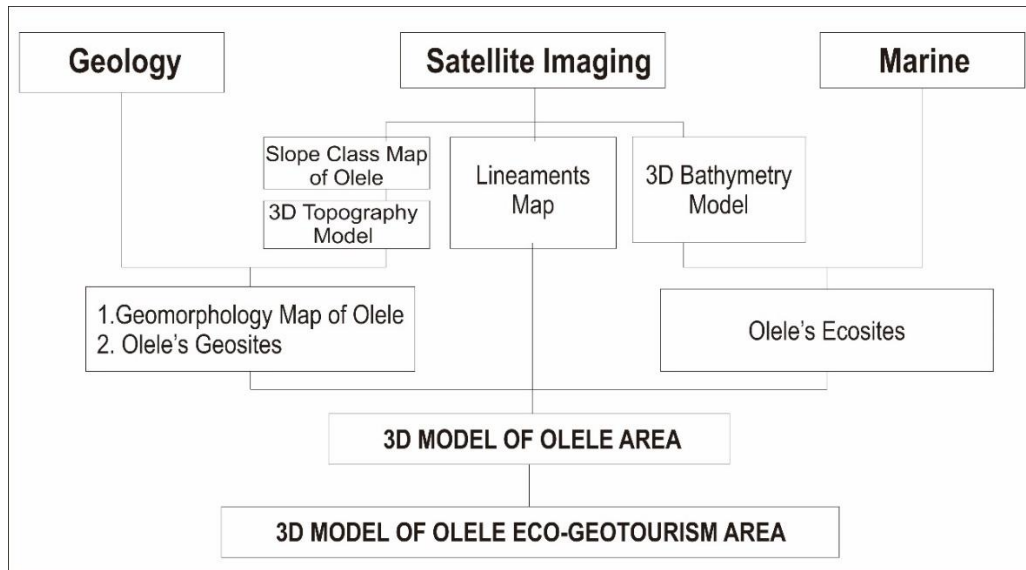 Geology
Satellite Imaging
Marine
Slope Class Map
of Olele
3D Topography
Model
Lineaments
Map
3D Bathymetry
Model
1.Geomorphology Map of Olele
2. Olele's Geosites
Olele's Ecosites
3D MODEL OF OLELE AREA
3D MODEL OF OLELE ECO-GEOTOURISM AREA